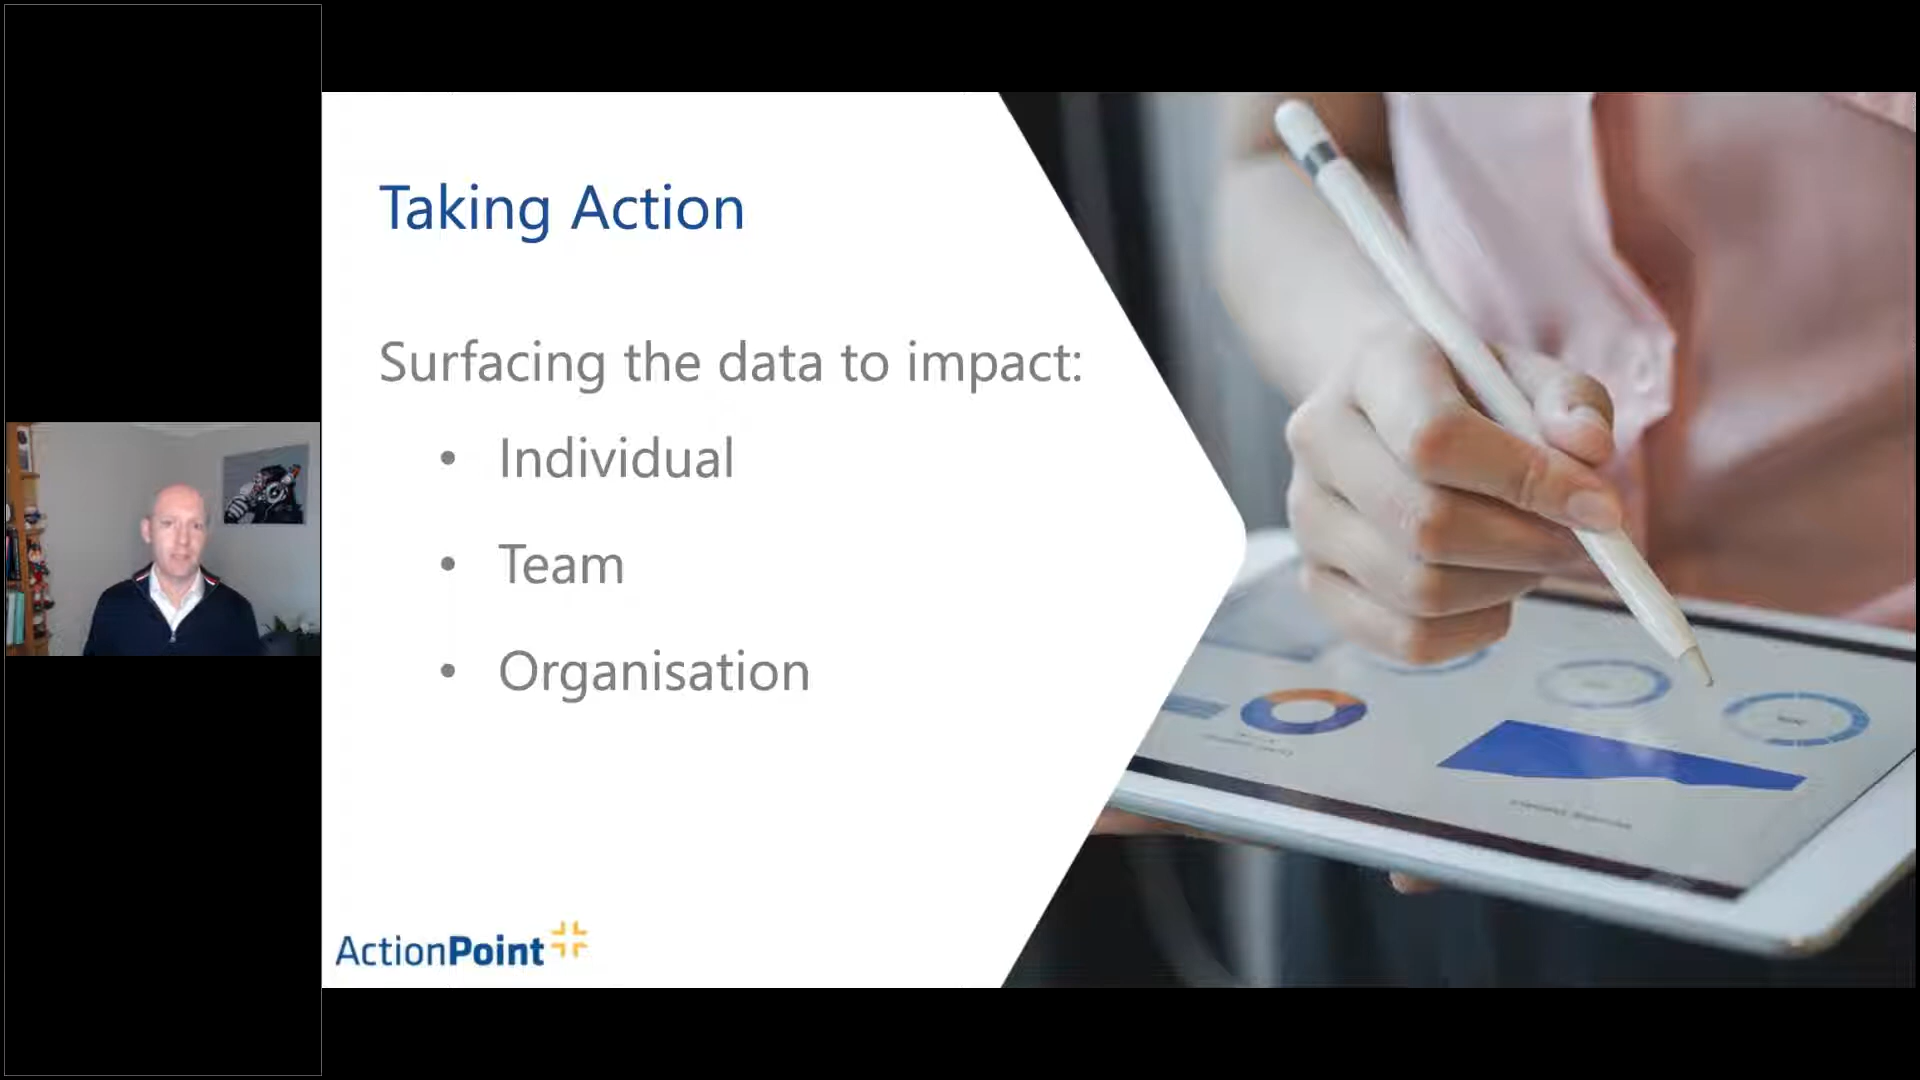 Taking Action
Surfacing the data to impact:
• Individual
• Team
• Organisation
ActionPoint